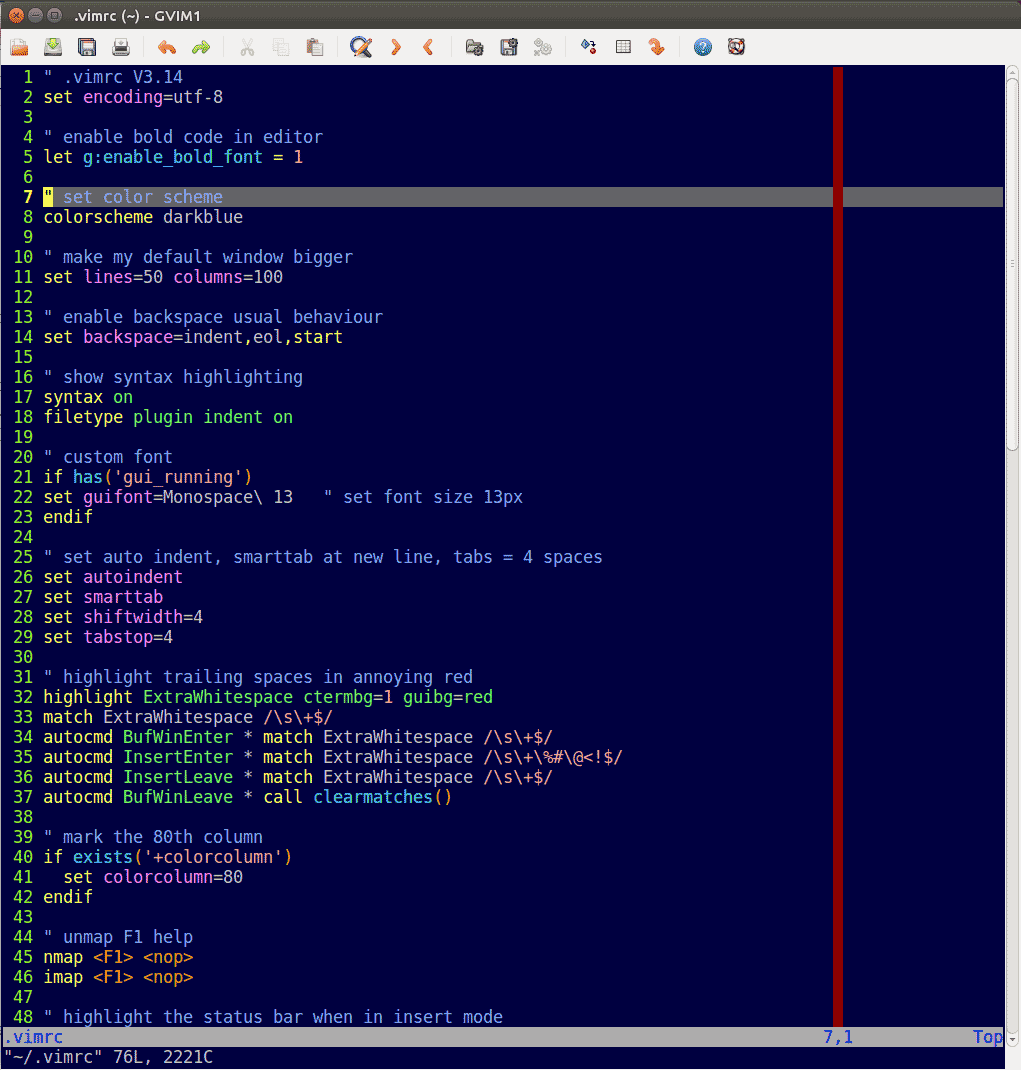 .vimrc (~) - GVIM1
1 " .vimrc V3.14
2 set encoding=utf-8
3
4 " enable bold code in editor
5 let g:enable_bold_font = 1
6
7 " set color scheme
8 colorscheme darkblue
9
10 " make my default window bigger
11 set lines=50 columns=100
12
13 " enable backspace usual behaviour
14 set backspace=indent,eol,start
15
16 " show syntax highlighting
17 syntax on
18 filetype plugin indent on
19
20 " custom font
21 if has('gui_running')
22 set guifont=Monospace\ 13   " set font size 13px
23 endif
24
25 " set auto indent, smarttab at new line, tabs = 4 spaces
26 set autoindent
27 set smarttab
28 set shiftwidth=4
29 set tabstop=4
30
31 " highlight trailing spaces in annoying red
32 highlight ExtraWhitespace ctermbg=1 guibg=red
33 match ExtraWhitespace /\s\+$/
34 autocmd BufWinEnter * match ExtraWhitespace /\s\+$/
35 autocmd InsertEnter * match ExtraWhitespace /\s\+\%#\@<!$/
36 autocmd InsertLeave * match ExtraWhitespace /\s\+$/
37 autocmd BufWinLeave * call clearmatches()
38
39 " mark the 80th column
40 if exists('+colorcolumn')
41   set colorcolumn=80
42 endif
43
44 " unmap F1 help
45 nmap <F1> <nop>
46 imap <F1> <nop>
47
48 " highlight the status bar when in insert mode
.vimrc 7,1 Top
"~/.vimrc" 76L, 2221C